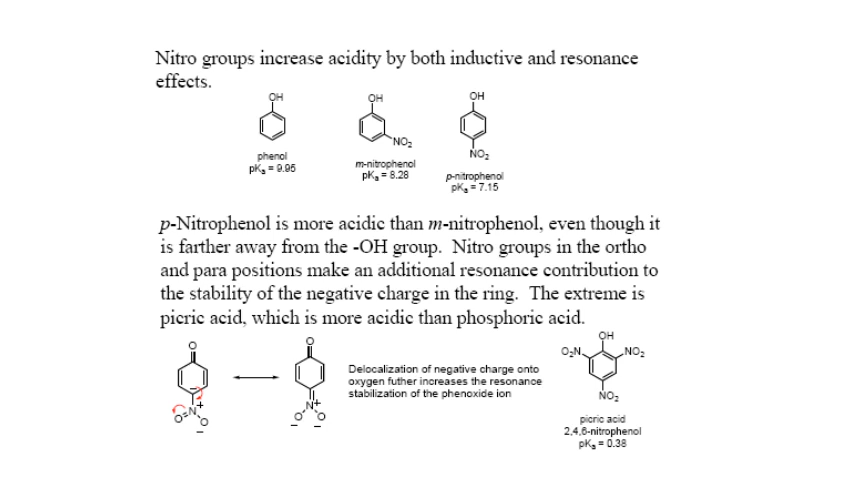 Nitro groups increase acidity by both inductive and resonance
effects.
OH
OH
OH
NO₂
NO₂
phenol
pKₐ = 9.95
m-nitrophenol
pKₐ = 8.28
p-nitrophenol
pKₐ = 7.15
p-Nitrophenol is more acidic than m-nitrophenol, even though it
is farther away from the -OH group. Nitro groups in the ortho
and para positions make an additional resonance contribution to
the stability of the negative charge in the ring. The extreme is
picric acid, which is more acidic than phosphoric acid.
O
O
OH
O₂N
NO₂
Delocalization of negative charge onto
oxygen futher increases the resonance
stabilization of the phenoxide ion
NO₂
N+
O
O
−
N+
O
O
−
−
picric acid
2,4,6-nitrophenol
pKₐ = 0.38